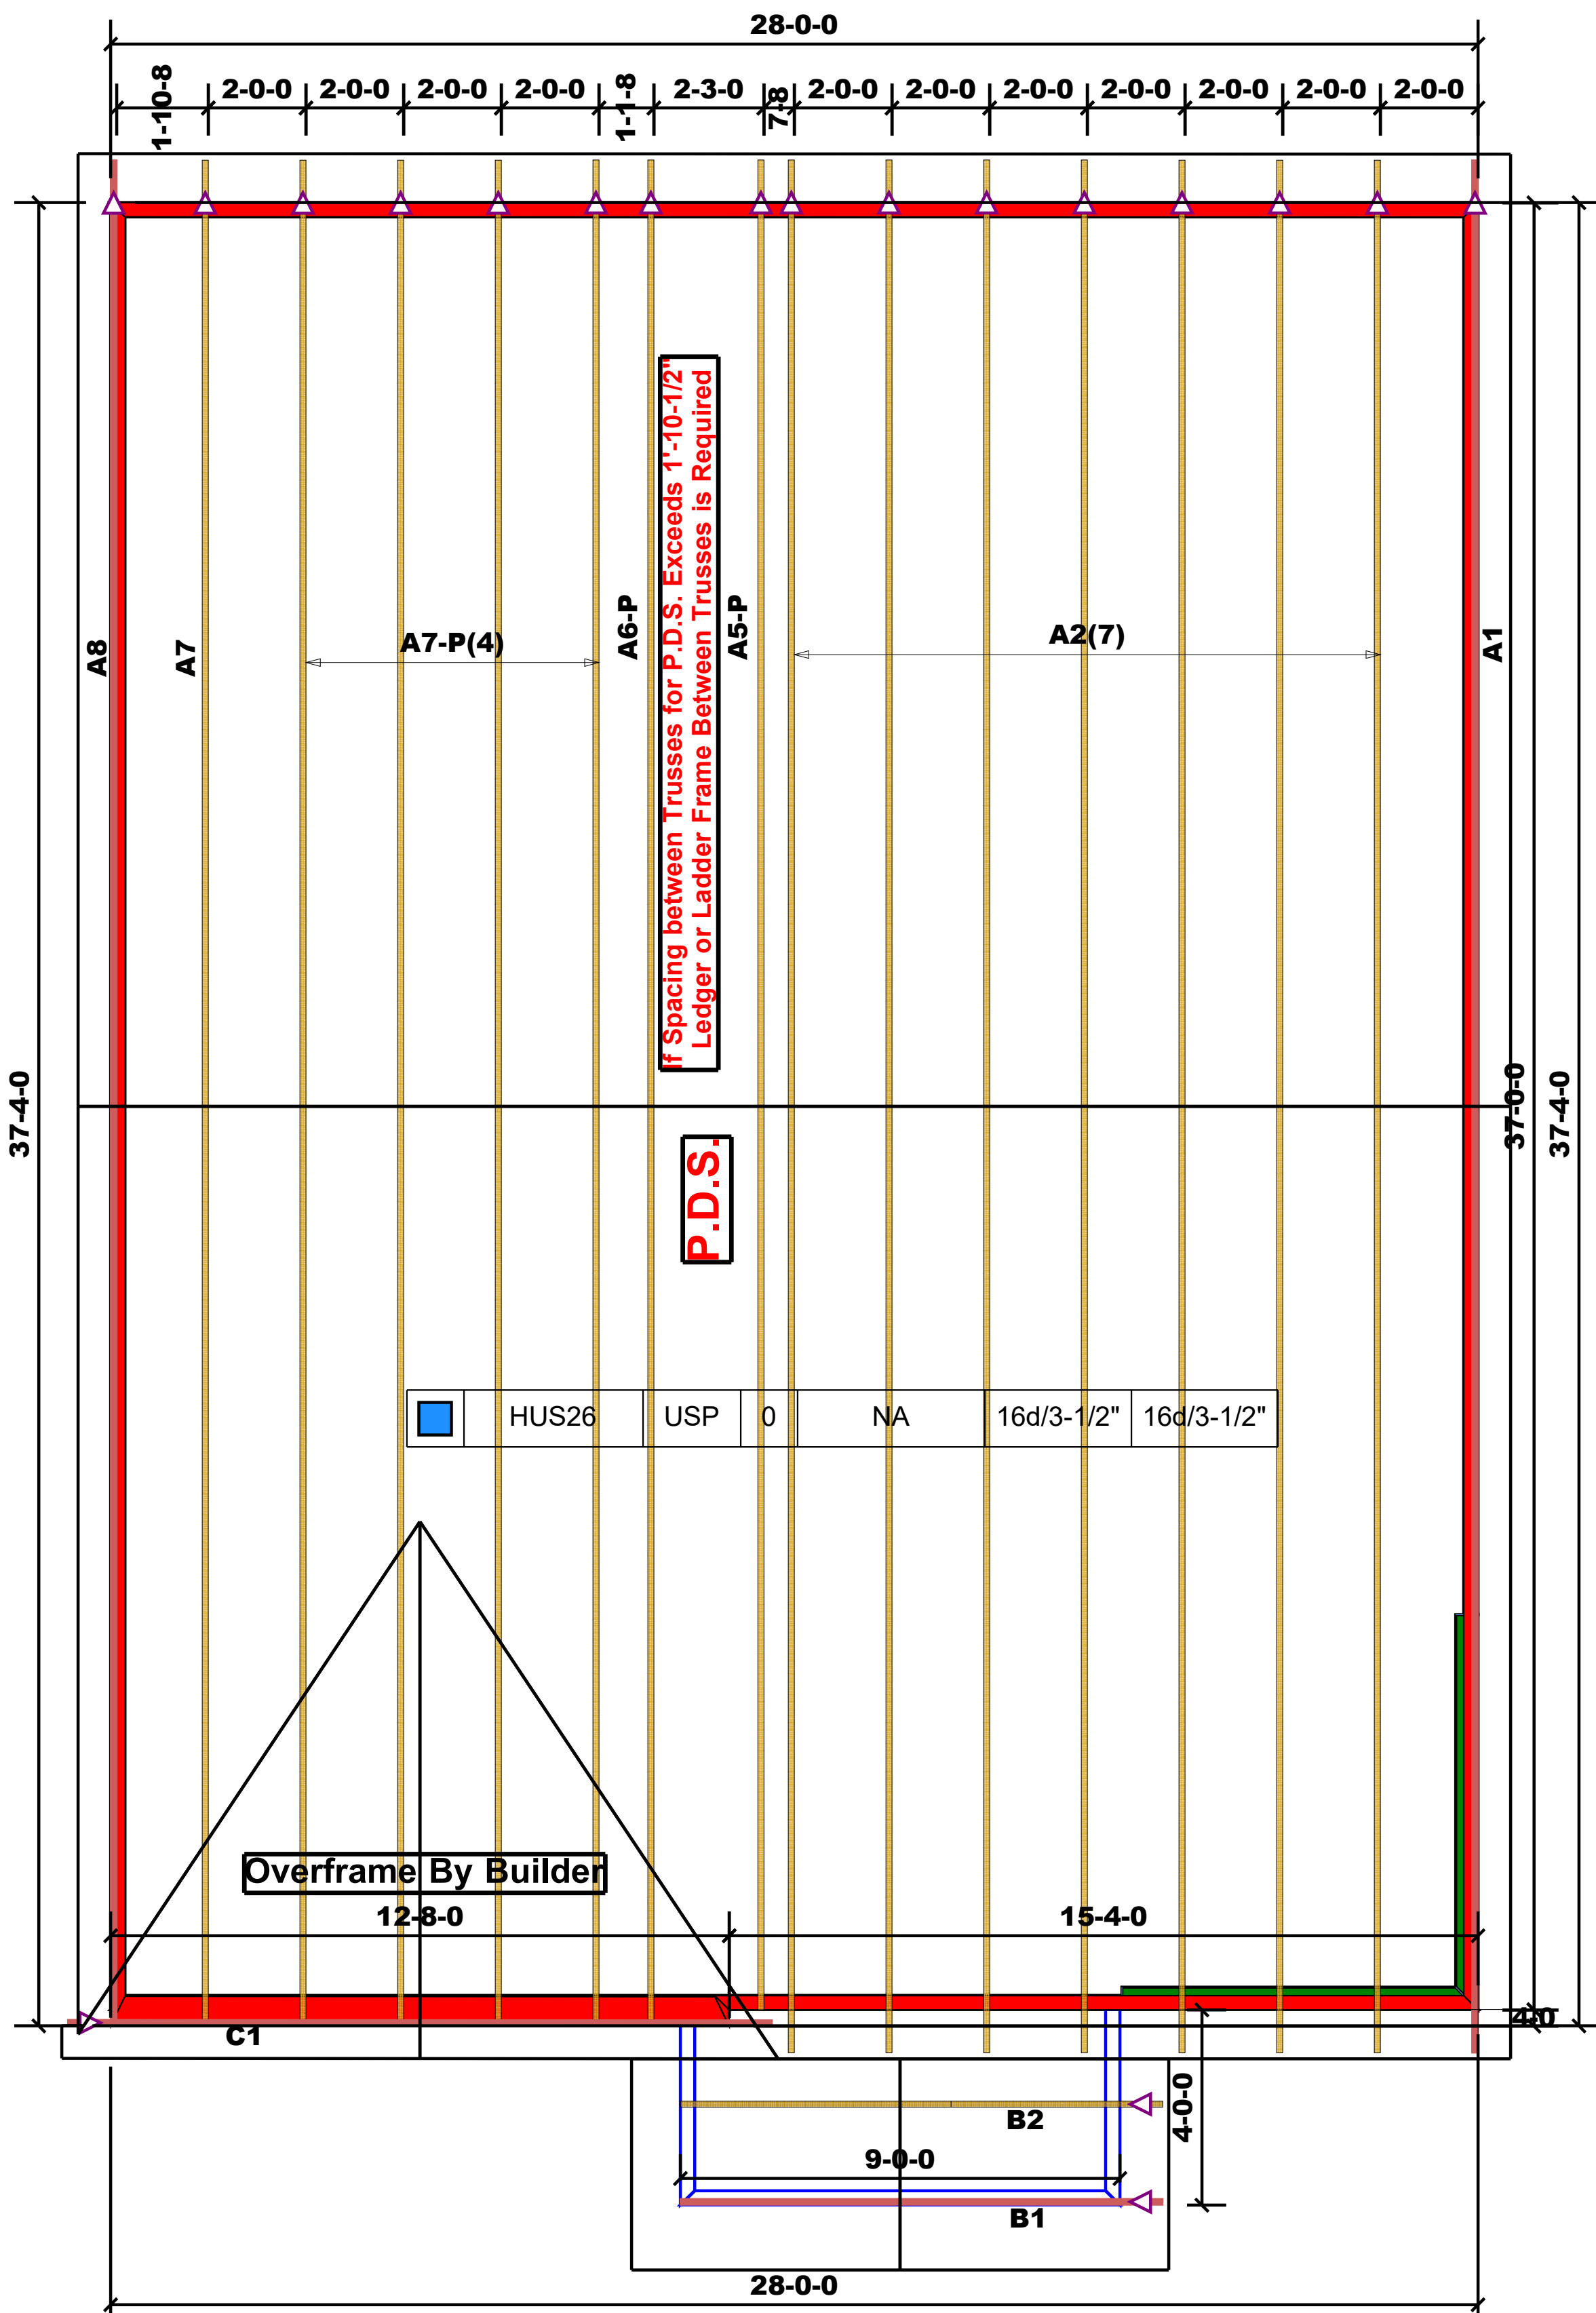 28-0-0
1-10-8
2-0-0
2-0-0
2-0-0
2-0-0
1-1-8
2-3-0
7-8
2-0-0
2-0-0
2-0-0
2-0-0
2-0-0
2-0-0
2-0-0
If Spacing between Trusses for P.D.S. Exceeds 1'-10-1/2"
Ledger or Ladder Frame Between Trusses is Required
A8
A7
A7-P(4)
A6-P
A5-P
A2(7)
A1
37-4-0
37-0-0
37-4-0
P.D.S.
HUS26 USP 0 NA 16d/3-1/2" 16d/3-1/2"
Overframe By Builder
12-8-0
15-4-0
4-0
C1
B2
4-0-0
9-0-0
B1
28-0-0